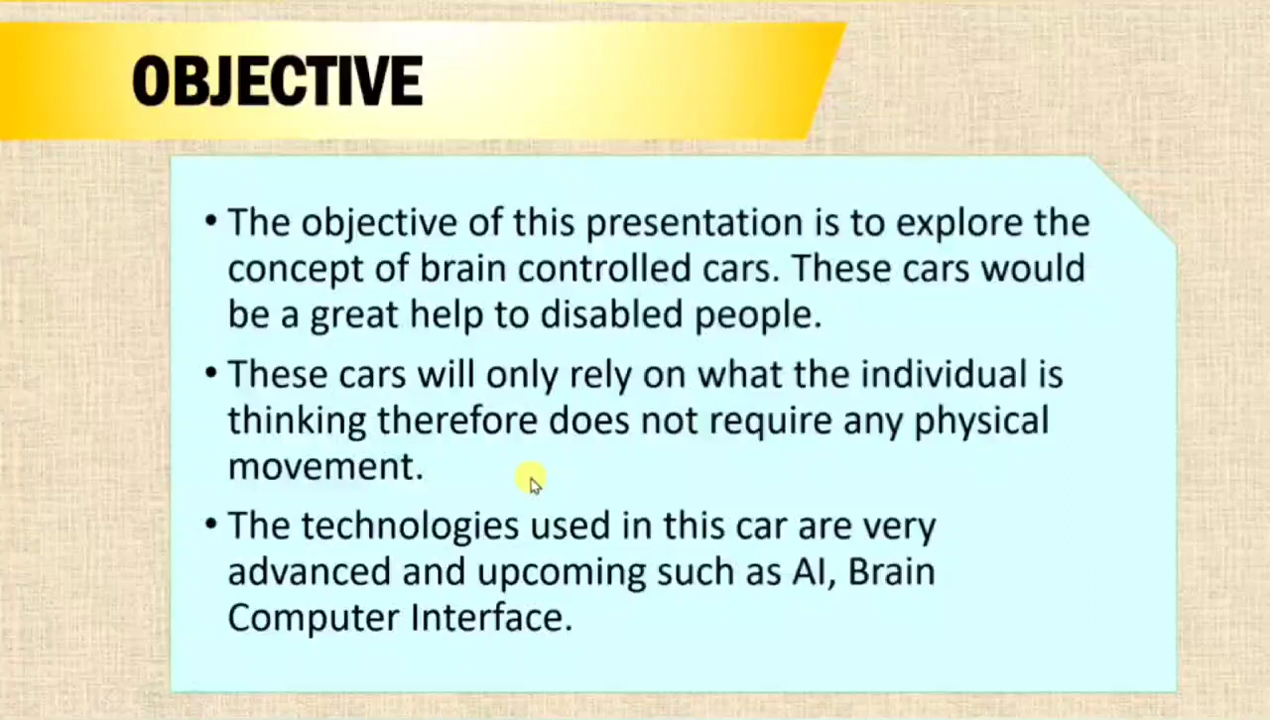 OBJECTIVE
• The objective of this presentation is to explore the
concept of brain controlled cars. These cars would
be a great help to disabled people.
• These cars will only rely on what the individual is
thinking therefore does not require any physical
movement.
• The technologies used in this car are very
advanced and upcoming such as AI, Brain
Computer Interface.